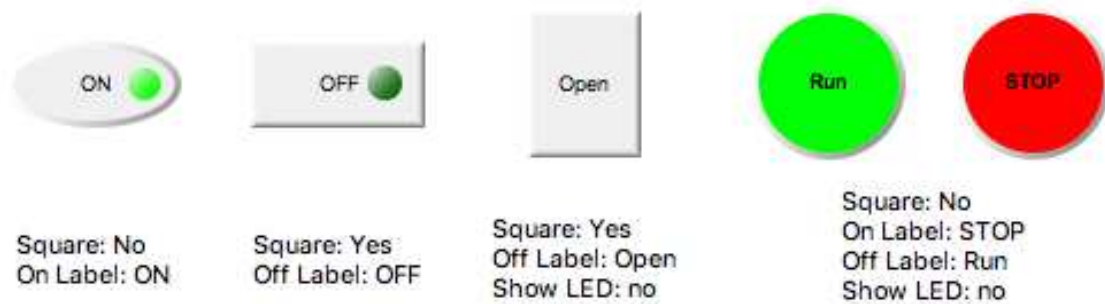 ON
OFF
Open
Run
STOP
Square: No
On Label: ON
Square: Yes
Off Label: OFF
Square: Yes
Off Label: Open
Show LED: no
Square: No
On Label: STOP
Off Label: Run
Show LED: no